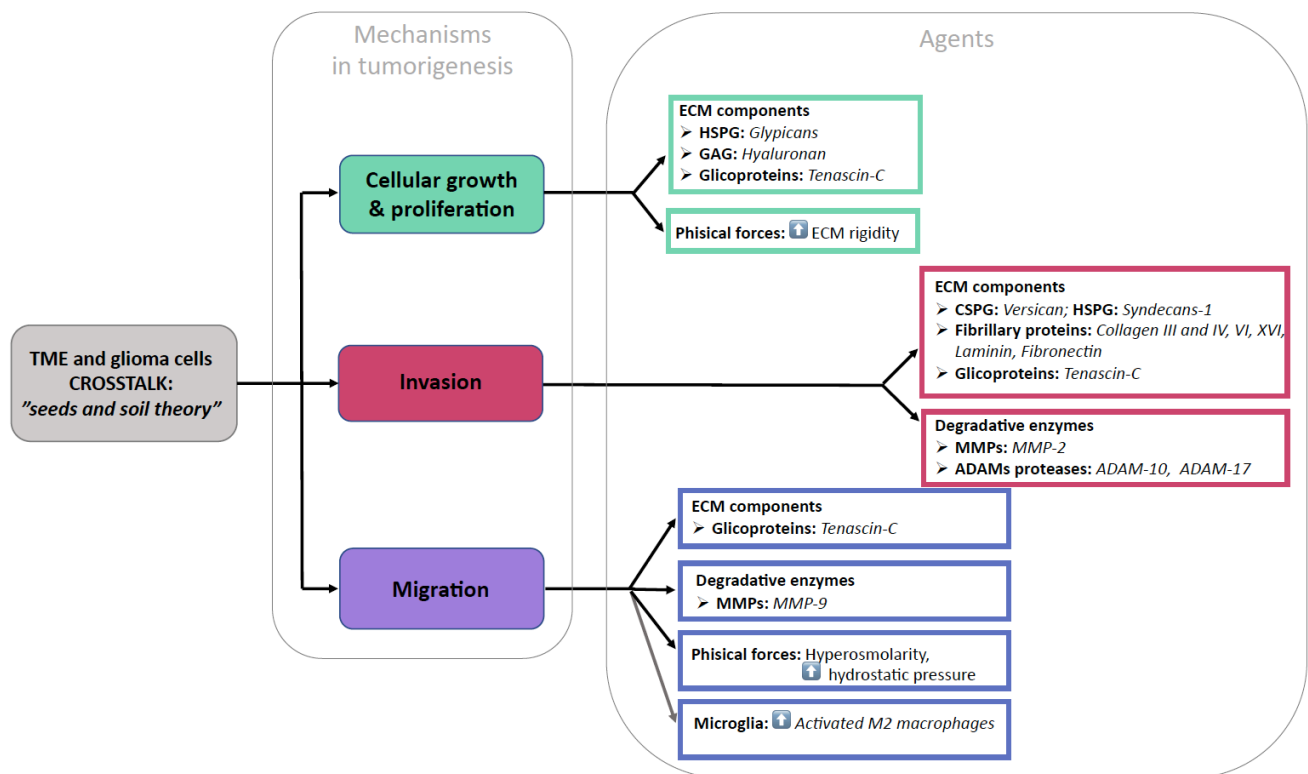 Mechanisms
in tumorigenesis
Agents
TME and glioma cells
CROSSTALK:
”seeds and soil theory”
Cellular growth
& proliferation
ECM components
➢ HSPG: Glypicans
➢ GAG: Hyaluronan
➢ Glicoproteins: Tenascin-C
Phisical forces: ⬆ ECM rigidity
Invasion
ECM components
➢ CSPG: Versican; HSPG: Syndecans-1
➢ Fibrillary proteins: Collagen III and IV, VI, XVI,
Laminin, Fibronectin
➢ Glicoproteins: Tenascin-C
Degradative enzymes
➢ MMPs: MMP-2
➢ ADAMs proteases: ADAM-10, ADAM-17
Migration
ECM components
➢ Glicoproteins: Tenascin-C
Degradative enzymes
➢ MMPs: MMP-9
Phisical forces: Hyperosmolarity,
⬆ hydrostatic pressure
Microglia: ⬆ Activated M2 macrophages